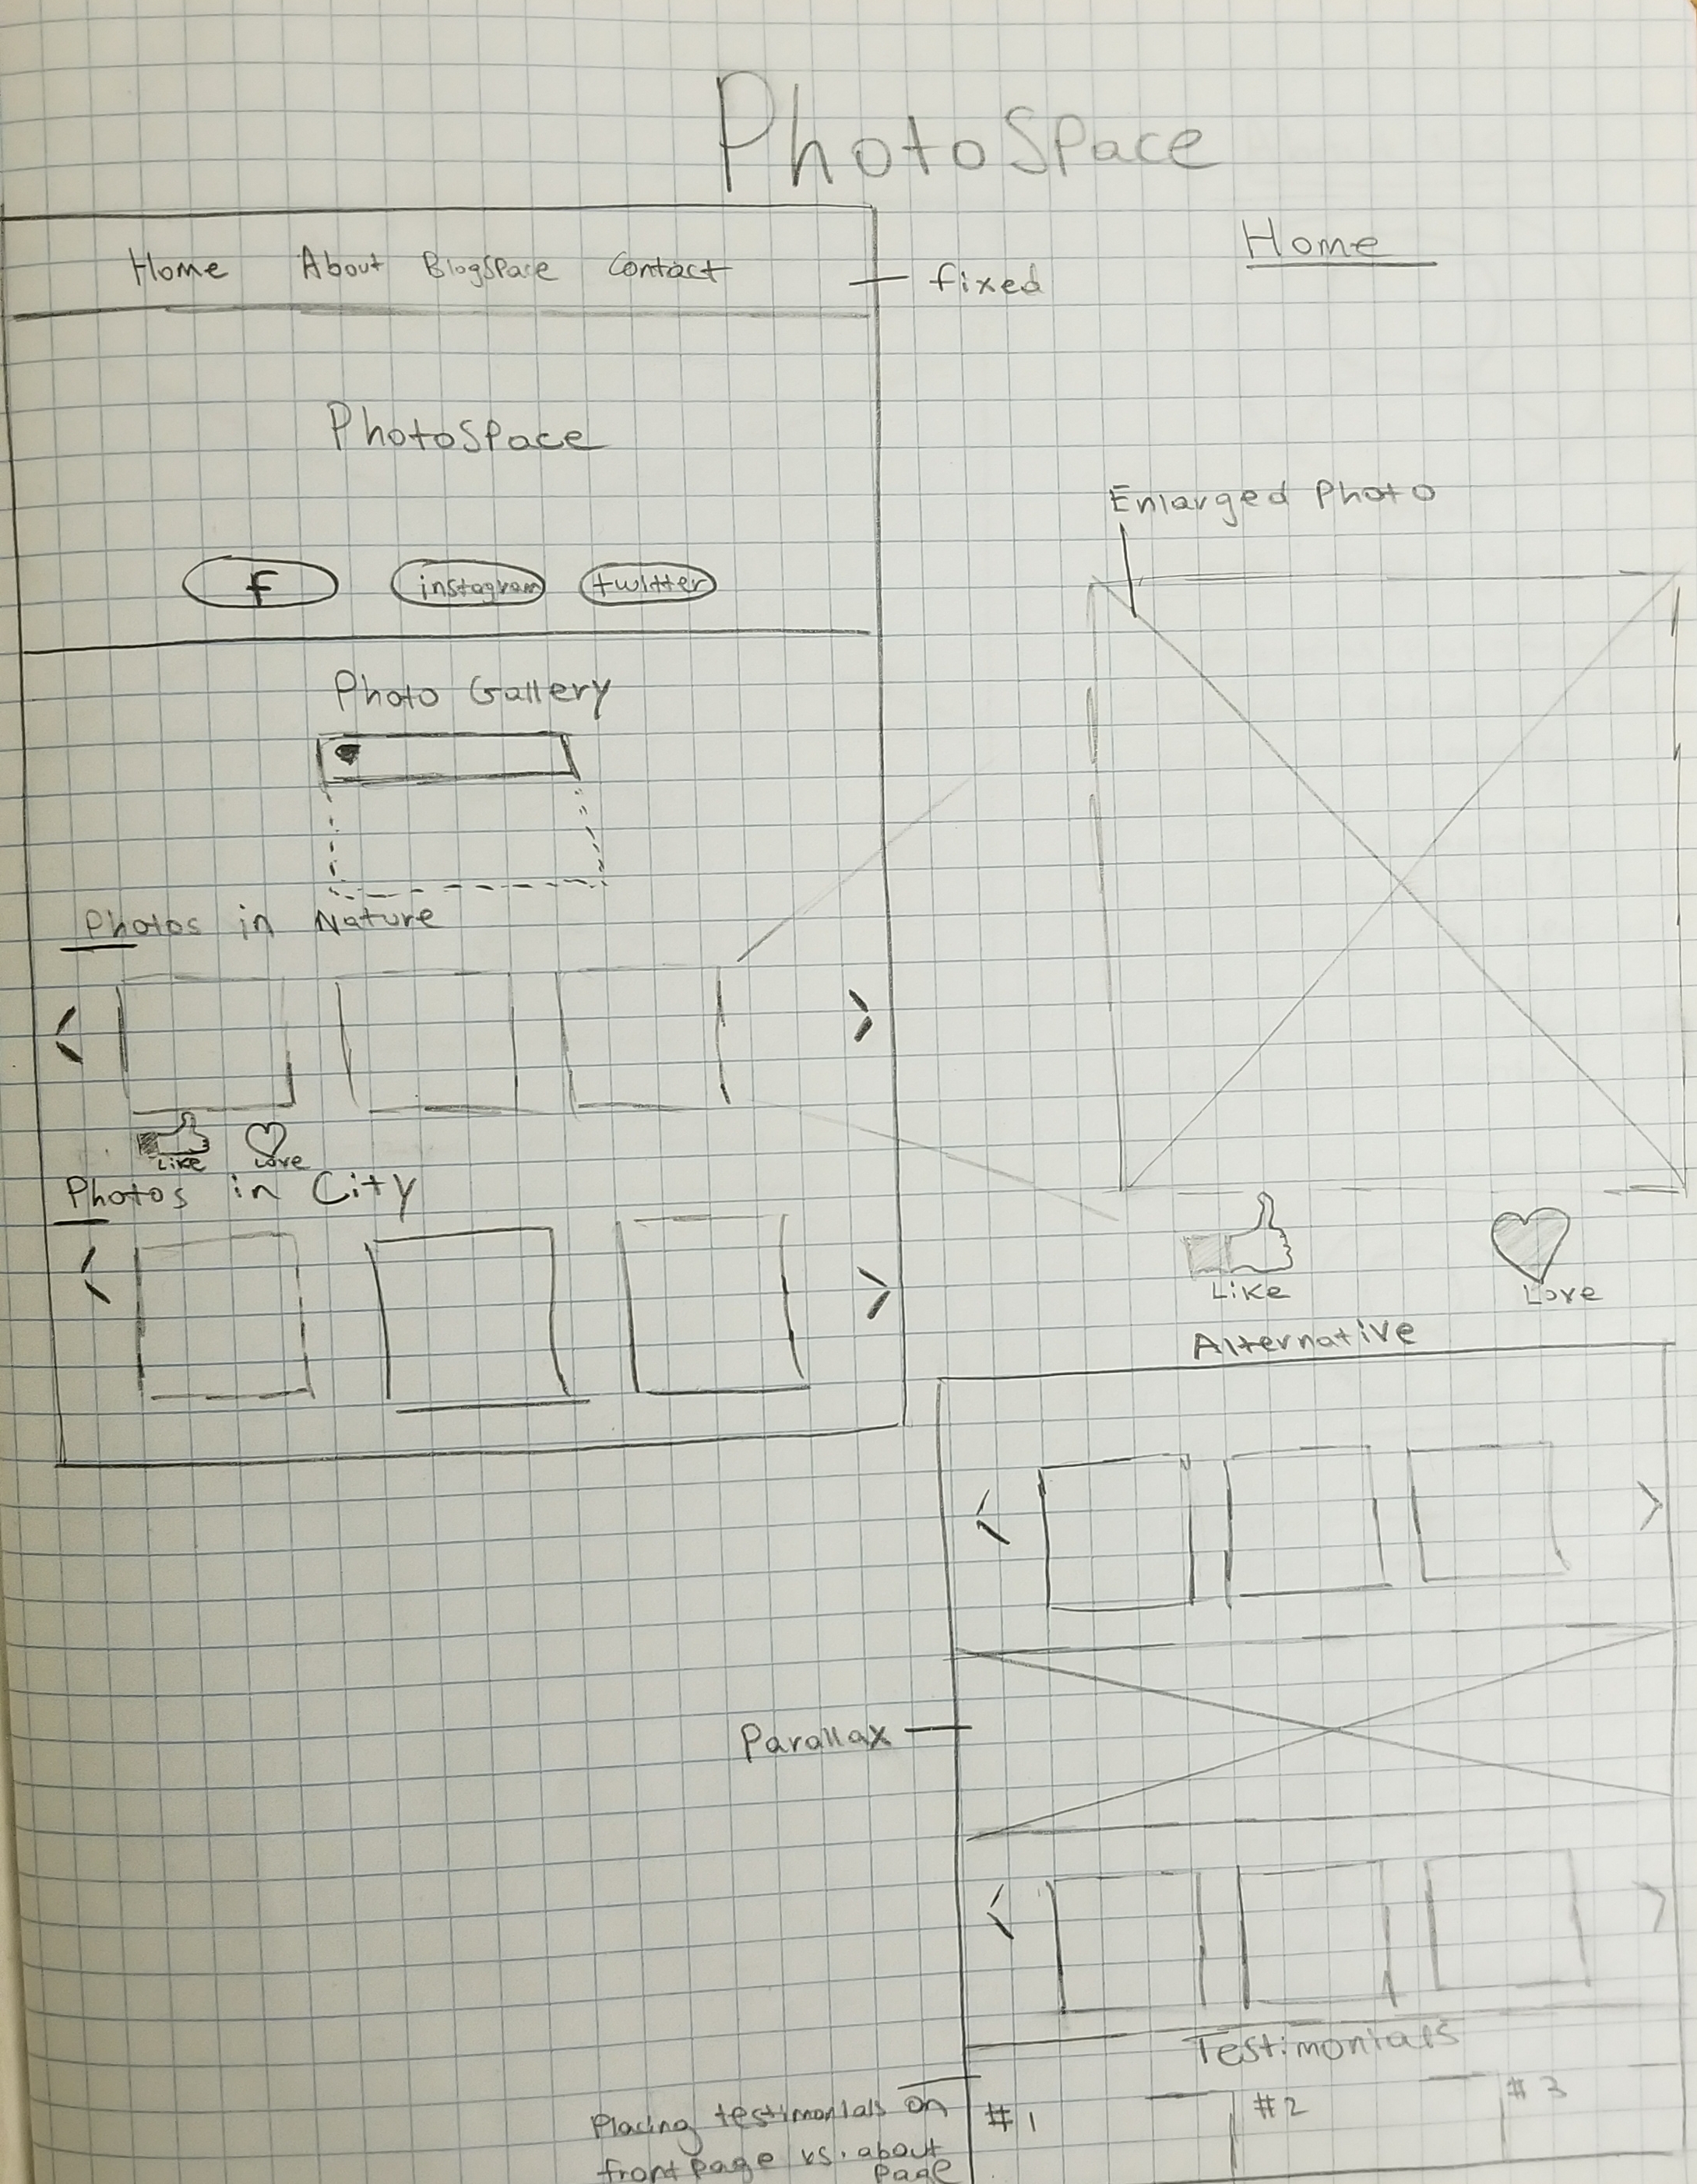 PhotoSpace
Home
Home About BlogSpace Contact
fixed
PhotoSpace
f instagram twitter
Photo Gallery
Photos in Nature
Like Love
Photos in City
Enlarged Photo
Like Love
Alternative
Parallax
Testimonials
#1 #2 #3
Placing testimonials on
front page vs. about
page